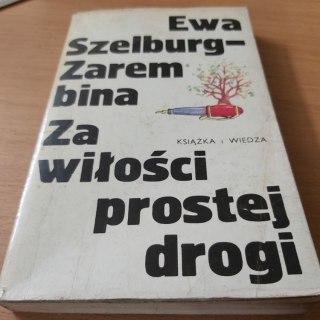 Ewa
Szelburg-
Zarem
bina
Za
KSIĄŻKA i WIEDZA
wiłości
prostej
drogi